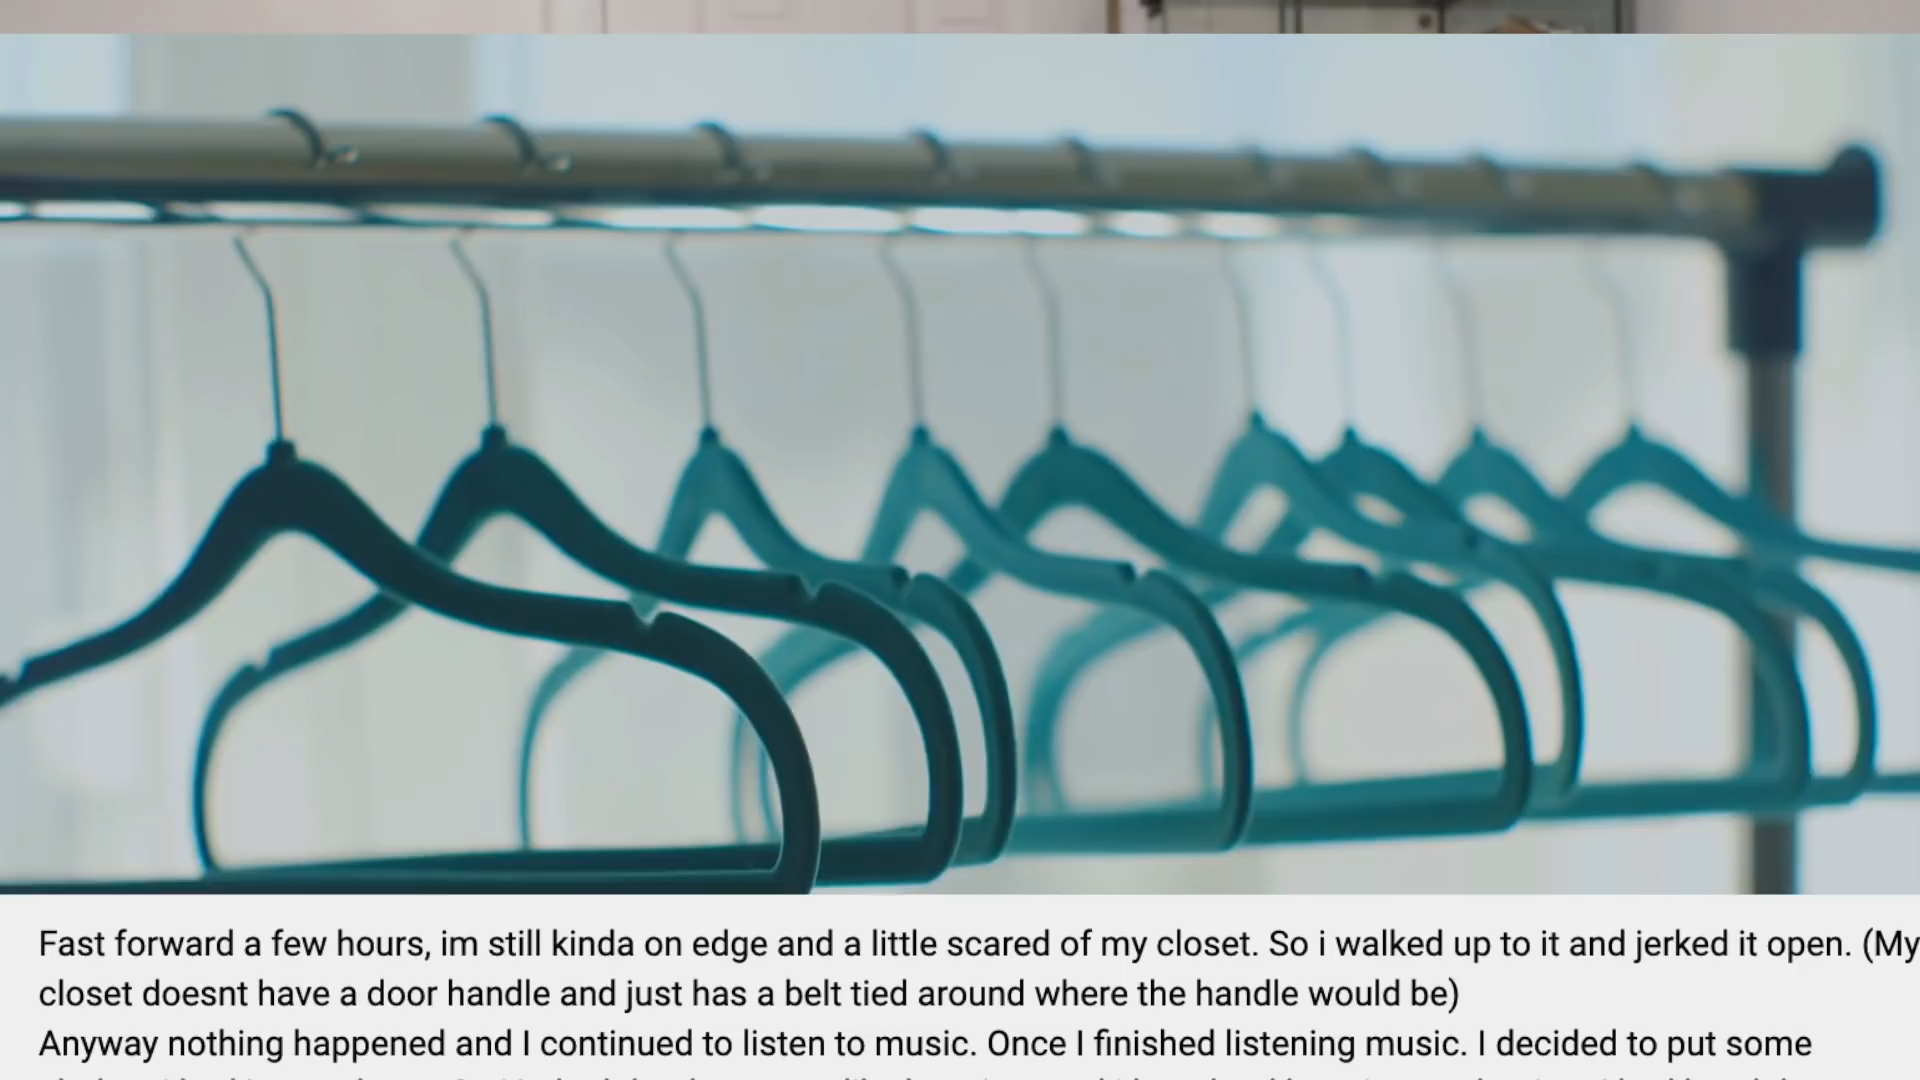 Fast forward a few hours, im still kinda on edge and a little scared of my closet. So i walked up to it and jerked it open. (My
closet doesnt have a door handle and just has a belt tied around where the handle would be)
Anyway nothing happened and I continued to listen to music. Once I finished listening music. I decided to put some